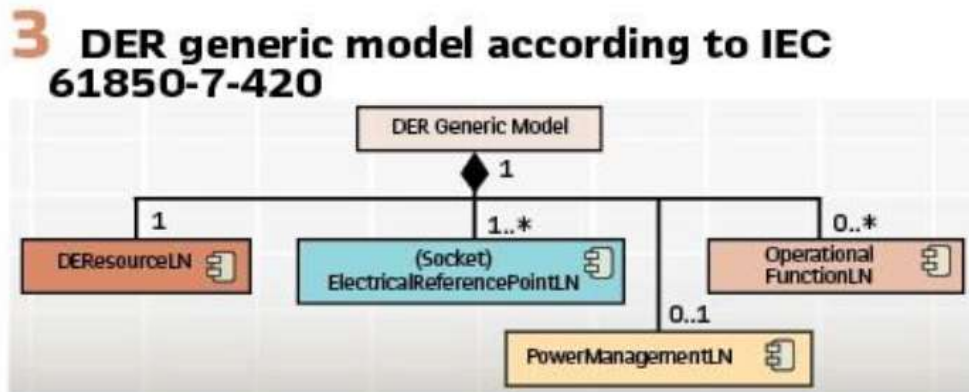 3 DER generic model according to IEC
61850-7-420
DER Generic Model
1
1
1..*
0..*
DEResourceLN
(Socket)
ElectricalReferencePointLN
Operational
FunctionLN
0..1
PowerManagementLN